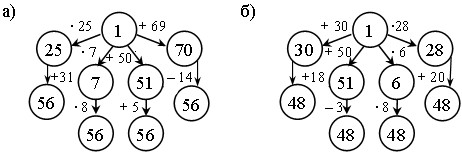 а)
· 25 1 + 69
25 · 7 + 50 70
+31 7 51 −14
56 · 8 + 5 56
56 56
б)
+ 30 1 ·28
30 + 50 · 6 28
+18 51 6 + 20
48 −3 · 8 48
48 48